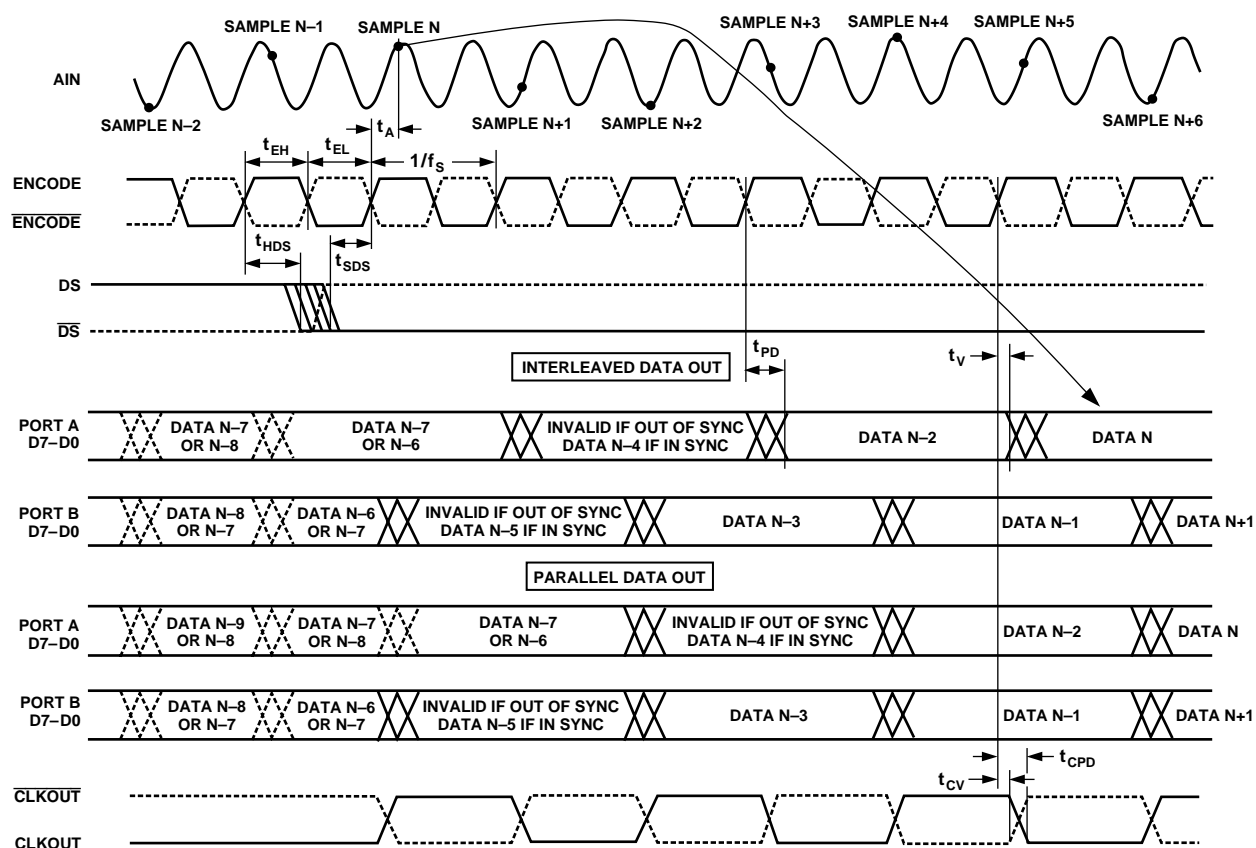 SAMPLE N–1
SAMPLE N
SAMPLE N+3
SAMPLE N+4
SAMPLE N+5
AIN
SAMPLE N–2
tA
SAMPLE N+1
SAMPLE N+2
SAMPLE N+6
tEH
tEL
1/fS
ENCODE
ENCODE
tHDS
tSDS
DS
DS
tPD
tV
INTERLEAVED DATA OUT
PORT A
D7–D0
DATA N–7
OR N–8
DATA N–7
OR N–6
INVALID IF OUT OF SYNC
DATA N–4 IF IN SYNC
DATA N–2
DATA N
PORT B
D7–D0
DATA N–8
OR N–7
DATA N–6
OR N–7
INVALID IF OUT OF SYNC
DATA N–5 IF IN SYNC
DATA N–3
DATA N–1
DATA N+1
PARALLEL DATA OUT
PORT A
D7–D0
DATA N–9
OR N–8
DATA N–7
OR N–8
DATA N–7
OR N–6
INVALID IF OUT OF SYNC
DATA N–4 IF IN SYNC
DATA N–2
DATA N
PORT B
D7–D0
DATA N–8
OR N–7
DATA N–6
OR N–7
INVALID IF OUT OF SYNC
DATA N–5 IF IN SYNC
DATA N–3
DATA N–1
DATA N+1
tCPD
tCV
CLKOUT
CLKOUT